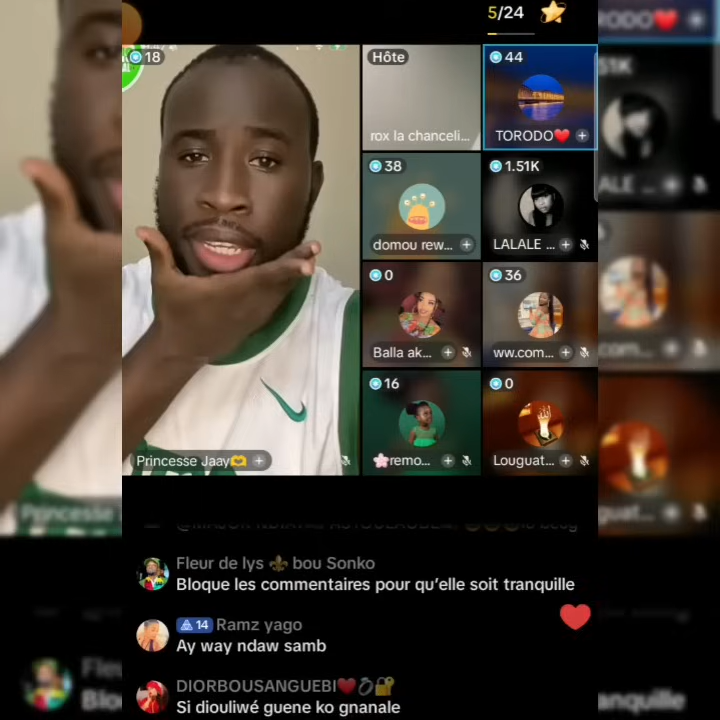 5/24
18
Hôte
44
rox la chanceli...
TORODO❤️
38
1.51K
domou rew...
LALALE ...
0
36
Balla ak...
ww.com...
16
0
Princesse Jaay🫶
🌸remo...
Louguat...
Fleur de lys ⚜️ bou Sonko
Bloque les commentaires pour qu’elle soit tranquille
14 Ramz yago
Ay way ndaw samb
DIORBOUSANGUEBI❤️💍🔐
Si diouliwé guene ko gnanale